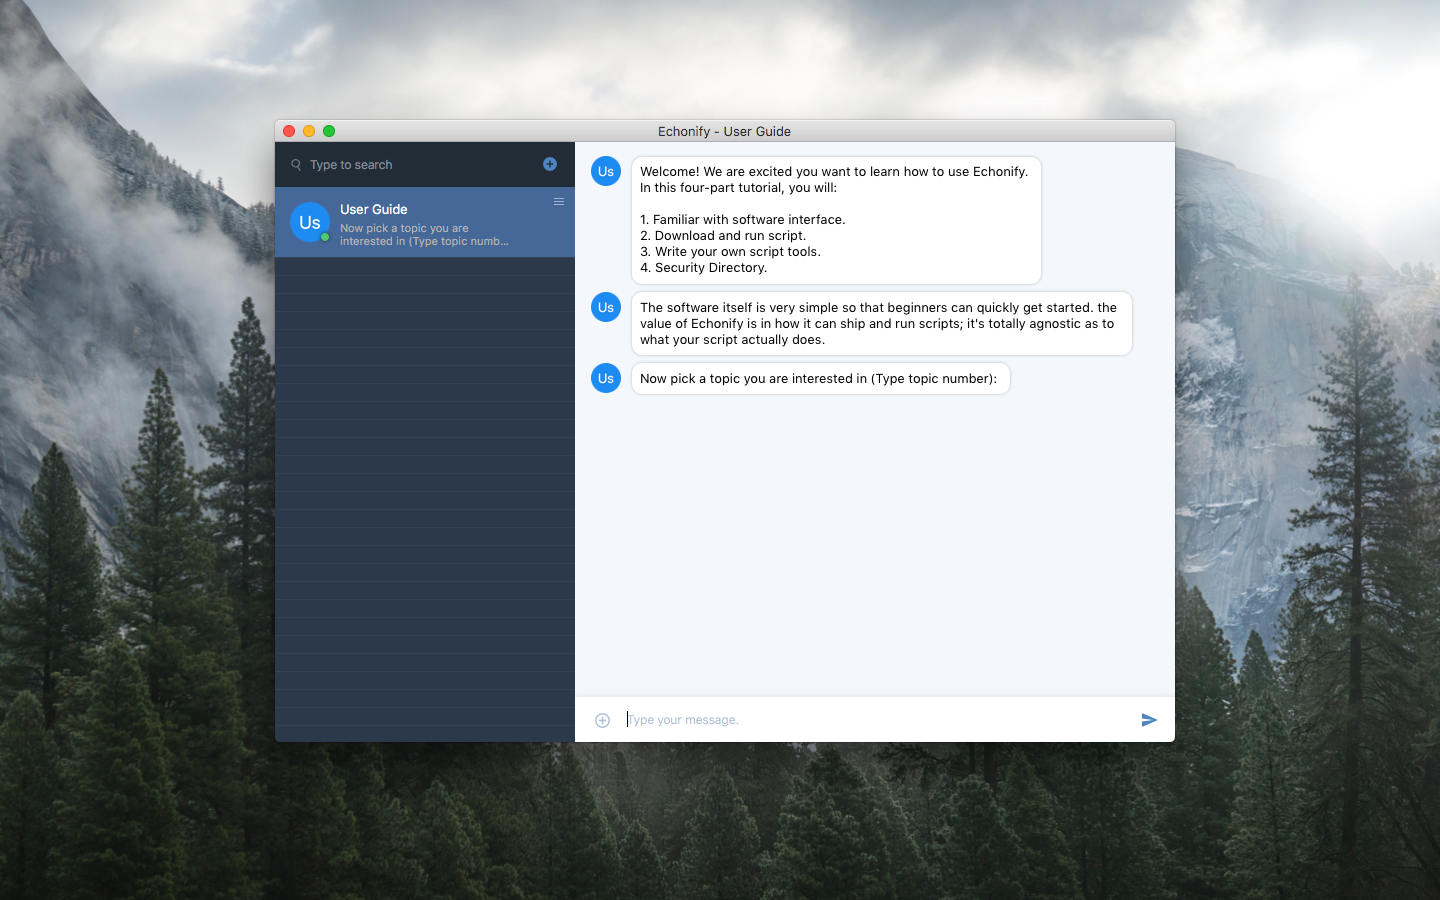 Echonify - User Guide
Type to search
Us
User Guide
Now pick a topic you are
interested in (Type topic numb...
Us
Welcome! We are excited you want to learn how to use Echonify.
In this four-part tutorial, you will:
1. Familiar with software interface.
2. Download and run script.
3. Write your own script tools.
4. Security Directory.
Us
The software itself is very simple so that beginners can quickly get started. the
value of Echonify is in how it can ship and run scripts; it's totally agnostic as to
what your script actually does.
Us
Now pick a topic you are interested in (Type topic number):
Type your message.